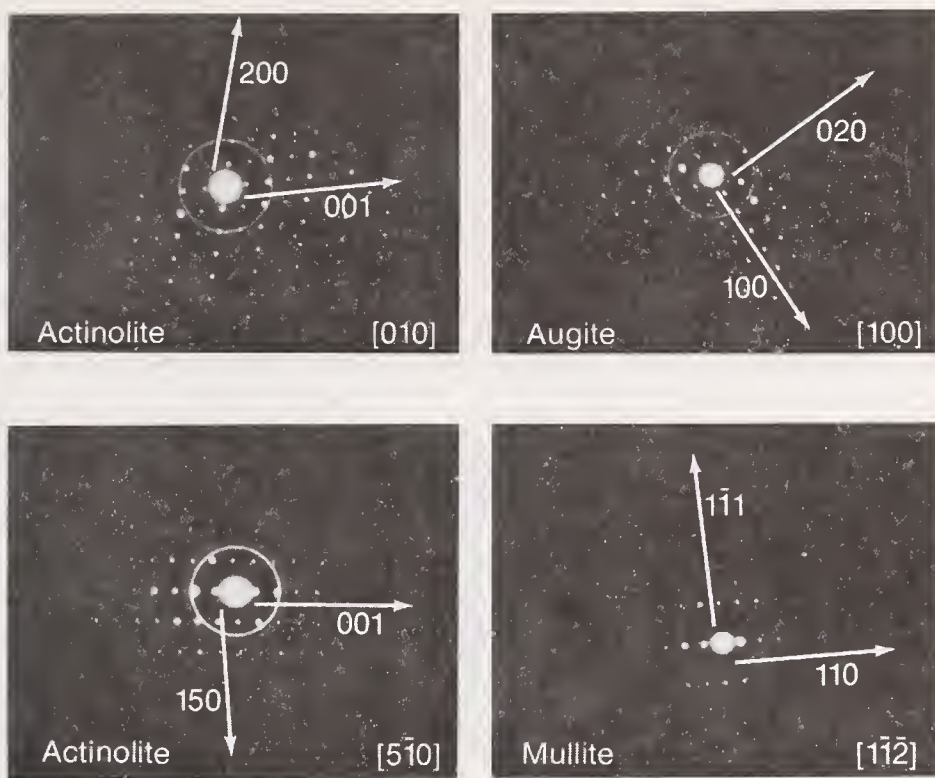 200
001
Actinolite [010]
020
100
Augite [100]
001
150
Actinolite [51̄0]
11̄1
110
Mullite [11̄2̄]